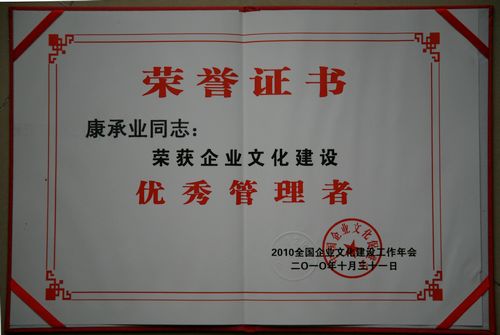 荣誉证书
康承业同志：
荣获企业文化建设
优秀管理者
2010全国企业文化建设工作年会
二〇一〇年十月三十一日